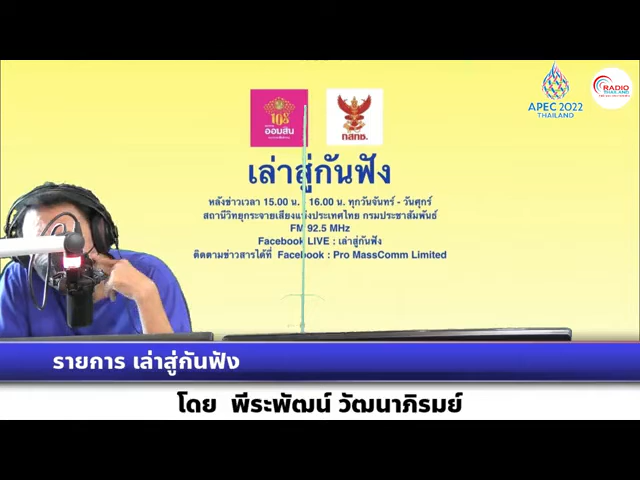 APEC 2022
THAILAND
RADIO
THAILAND
ออมสิน
กสทช.
เล่าสู่กันฟัง
หลังข่าวเวลา 15.00 น. 16.00 น. ทุกวันจันทร์ - วันศุกร์
สถานีวิทยุกระจายเสียงแห่งประเทศไทย กรมประชาสัมพันธ์
FM 92.5 MHz
Facebook LIVE : เล่าสู่กันฟัง
ติดตามข่าวสารได้ที่ Facebook : Pro MassComm Limited
รายการ เล่าสู่กันฟัง
โดย พีระพัฒน์ วัฒนาภิรมย์